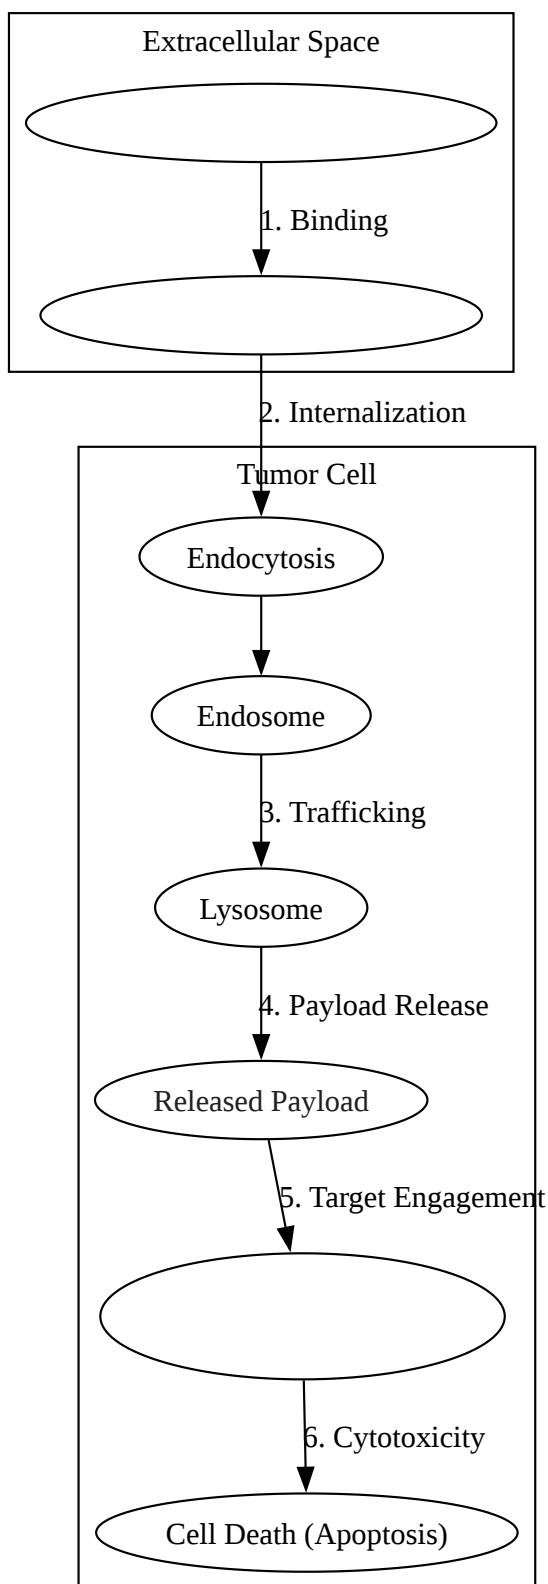 Extracellular Space
1. Binding
2. Internalization
Tumor Cell
Endocytosis
Endosome
3. Trafficking
Lysosome
4. Payload Release
Released Payload
5. Target Engagement
6. Cytotoxicity
Cell Death (Apoptosis)